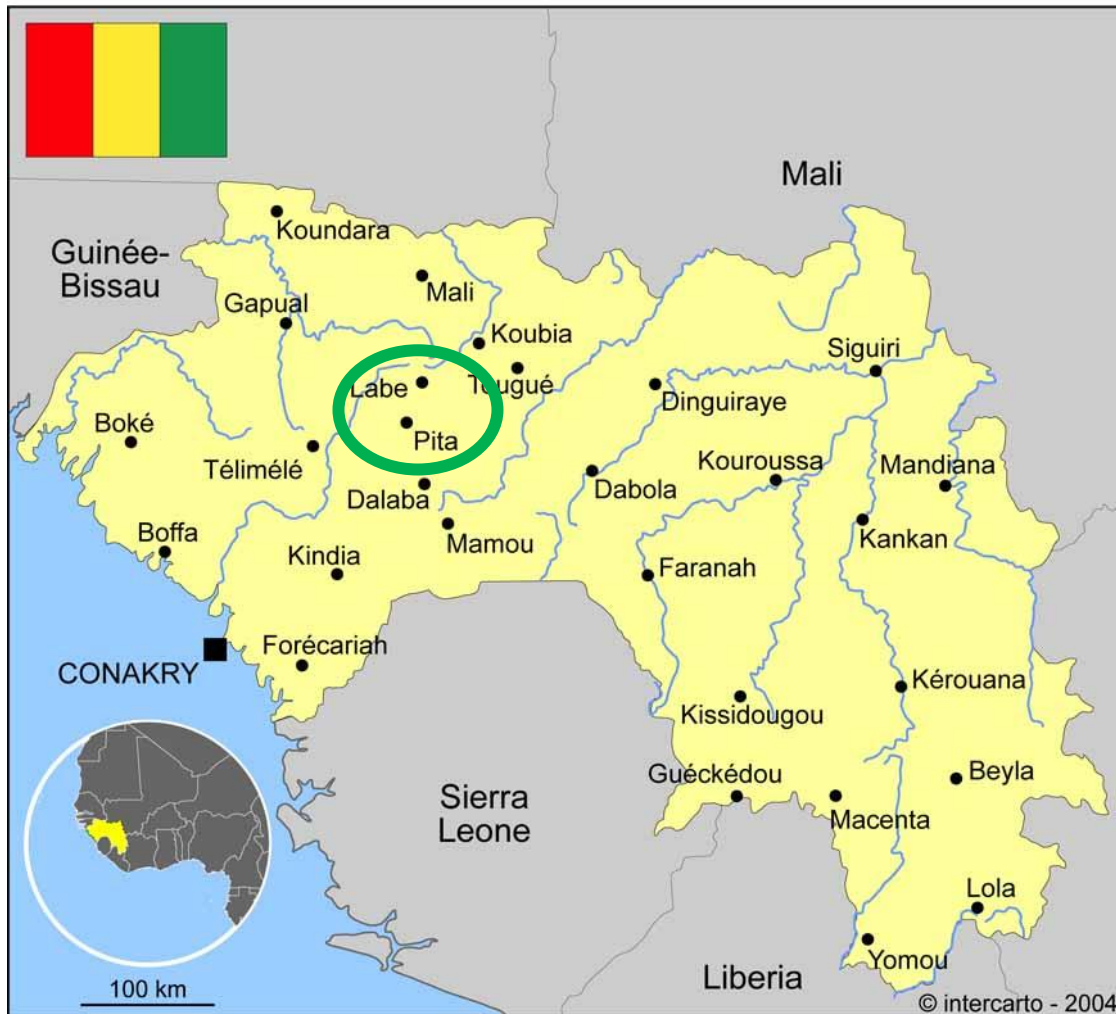 Mali
Koundara
Guinée-
Bissau
Mali
Gapual
Koubia
Siguiri
Labe
Tougué
Dinguiraye
Boké
Pita
Télimélé
Kouroussa
Mandiana
Dalaba
Dabola
Boffa
Mamou
Kankan
Kindia
Faranah
Forécariah
CONAKRY
Kérouana
Kissidougou
Guéckédou
Beyla
Sierra
Leone
Macenta
Lola
Yomou
Liberia
100 km
© intercarto - 2004